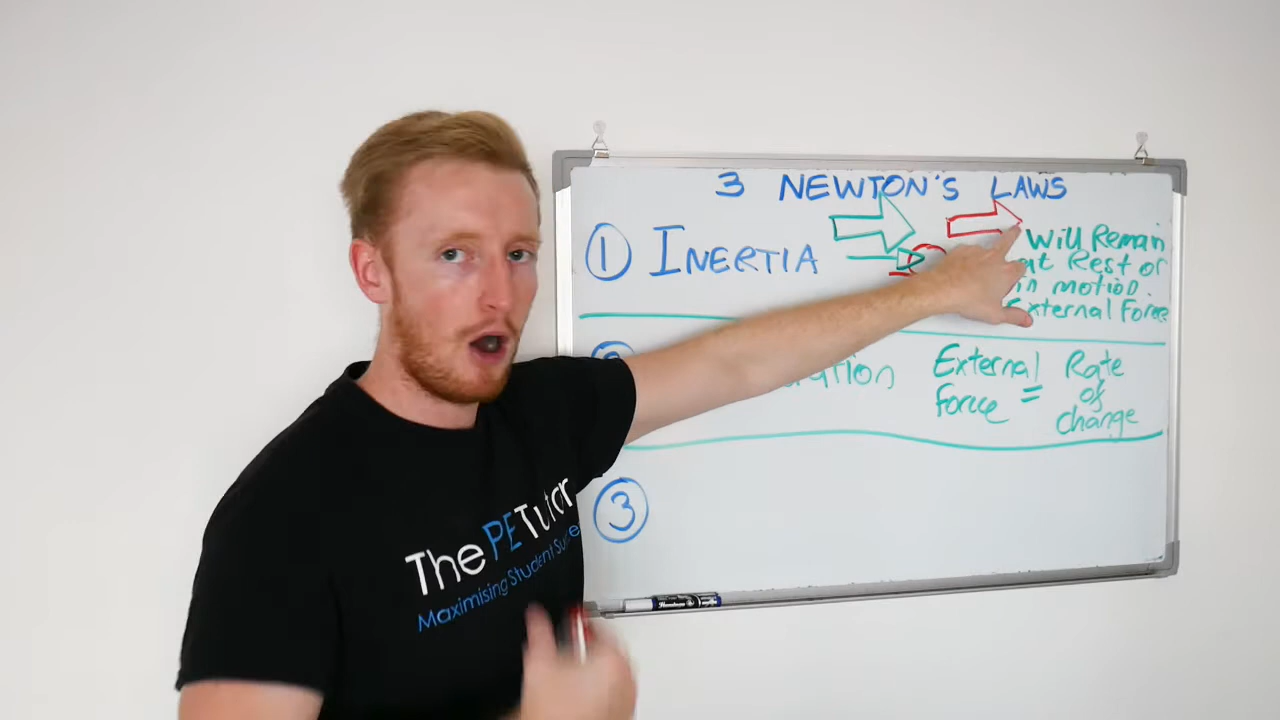 3 NEWTON'S LAWS
① INERTIA
Will Remain
at Rest or
in motion.
External Force
External Force = Rate of change
③
The PE Tutor
Maximising Student